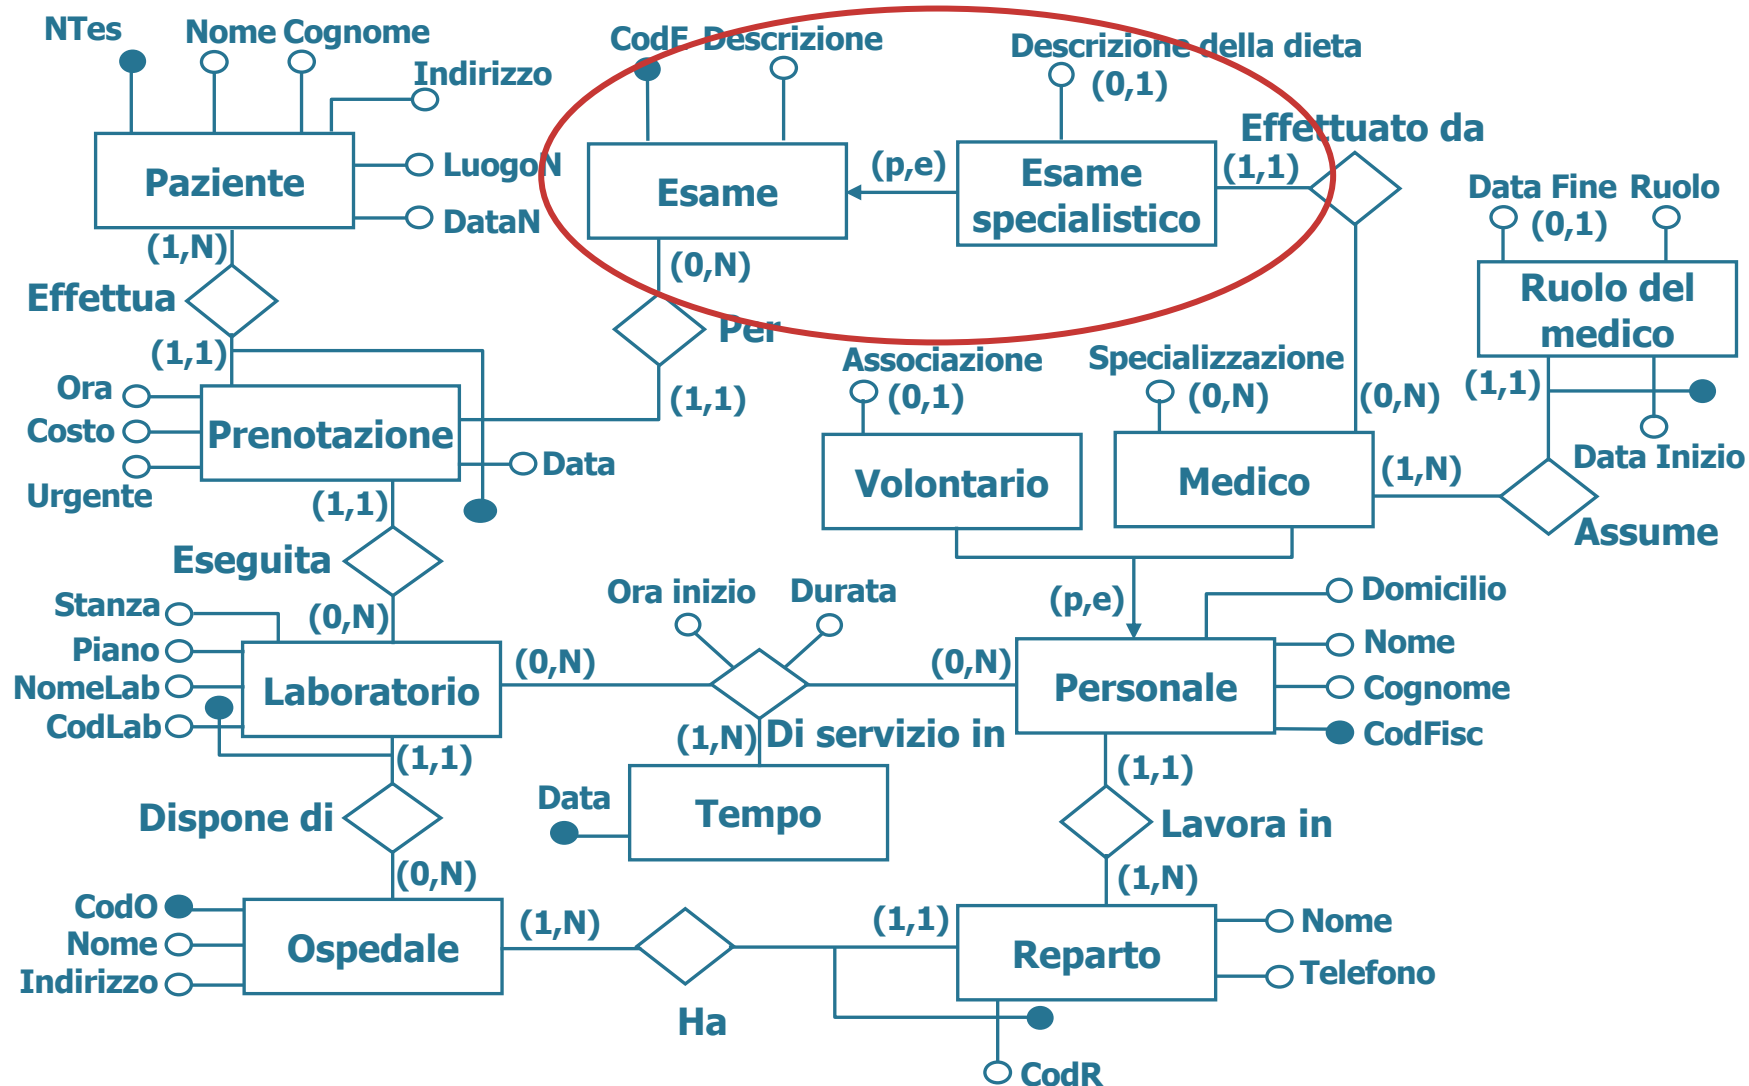 NTes
Nome Cognome
Indirizzo
LuogoN
DataN
Paziente
(1,N)
Effettua
(1,1)
CodE Descrizione
Esame
(0,N)
Per
(1,1)
(p,e)
Descrizione della dieta
(0,1)
Esame
specialistico
(1,1)
Effettuato da
(0,N)
Data Fine Ruolo
(0,1)
Ruolo del
medico
(1,1)
Data Inizio
(1,N)
Assume
Ora
Costo
Urgente
Prenotazione
Data
(1,1)
Eseguita
(0,N)
Associazione
(0,1)
Volontario
Specializzazione
(0,N)
Medico
(p,e)
Stanza
Piano
NomeLab
CodLab
Laboratorio
(0,N)
Ora inizio
Durata
(0,N)
Di servizio in
(1,N)
Personale
Domicilio
Nome
Cognome
CodFisc
(1,1)
Dispone di
(0,N)
Data
Tempo
(1,1)
Lavora in
(1,N)
CodO
Nome
Indirizzo
Ospedale
(1,N)
Ha
(1,1)
Reparto
Nome
Telefono
CodR